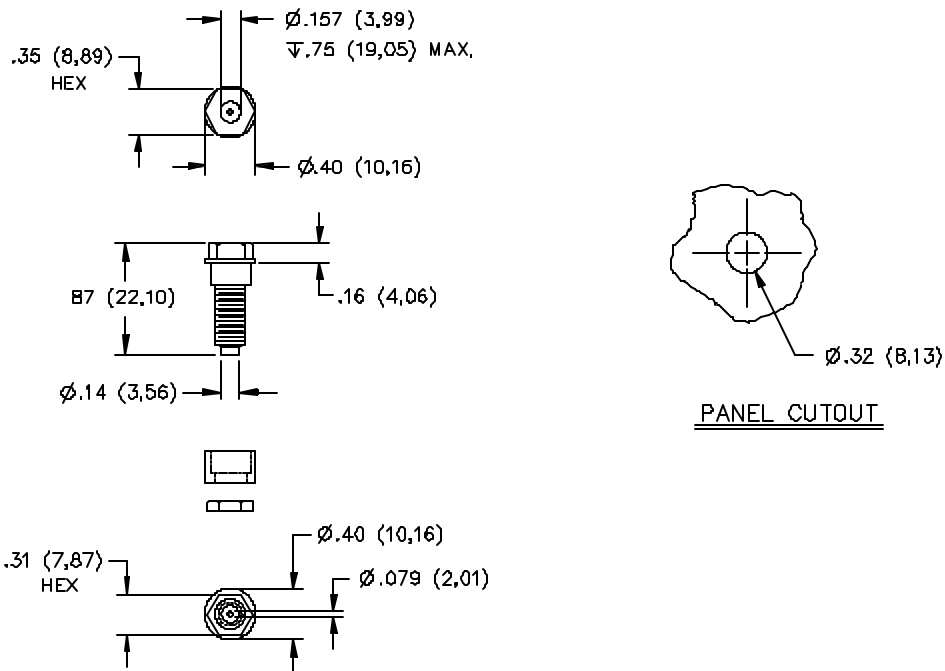 Ø.157 (3,99)
↧.75 (19,05) MAX.
.35 (8,89)
HEX
Ø.40 (10,16)
87 (22,10)
.16 (4,06)
Ø.14 (3,56)
Ø.32 (8,13)
PANEL CUTOUT
Ø.40 (10,16)
.31 (7,87)
HEX
Ø.079 (2,01)